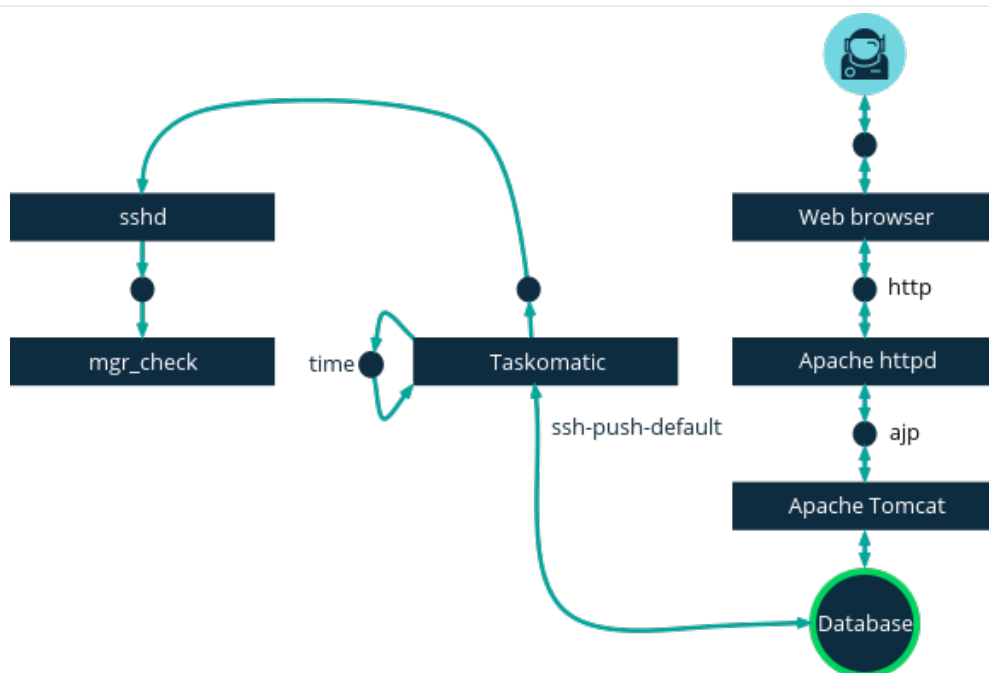 sshd
Web browser
http
mgr_check
time
Taskomatic
Apache httpd
ssh-push-default
ajp
Apache Tomcat
Database